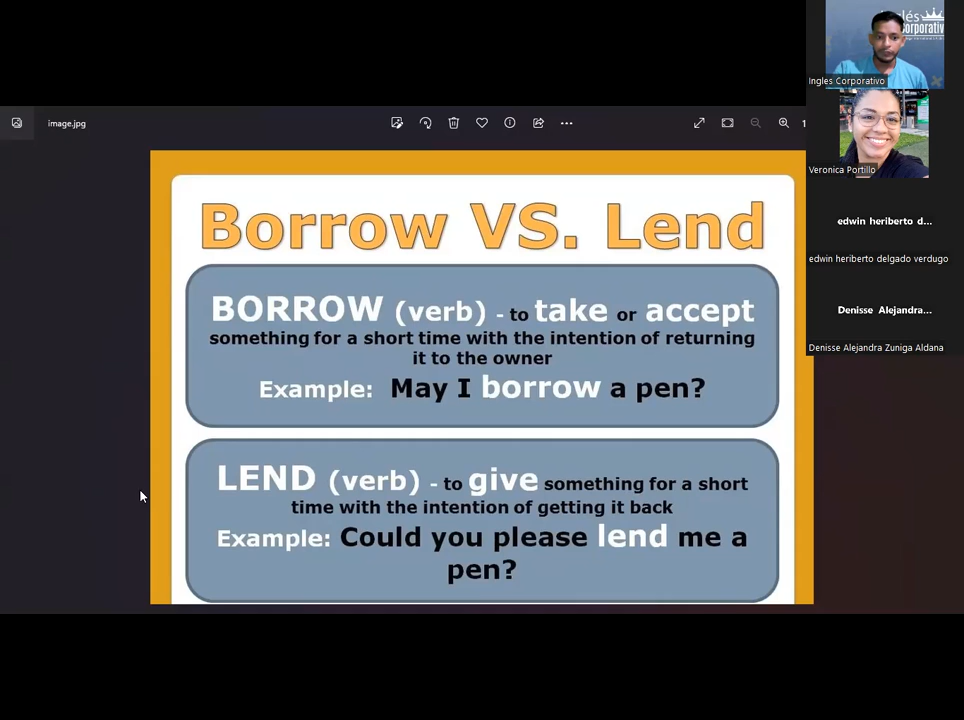 image.jpg
1
Borrow VS. Lend
BORROW (verb) - to take or accept
something for a short time with the intention of returning
it to the owner
Example: May I borrow a pen?
LEND (verb) - to give something for a short
time with the intention of getting it back
Example: Could you please lend me a
pen?
glés
Corporativ
Ingles Corporativo
Veronica Portillo
edwin heriberto d...
edwin heriberto delgado verdugo
Denisse Alejandra...
Denisse Alejandra Zuniga Aldana